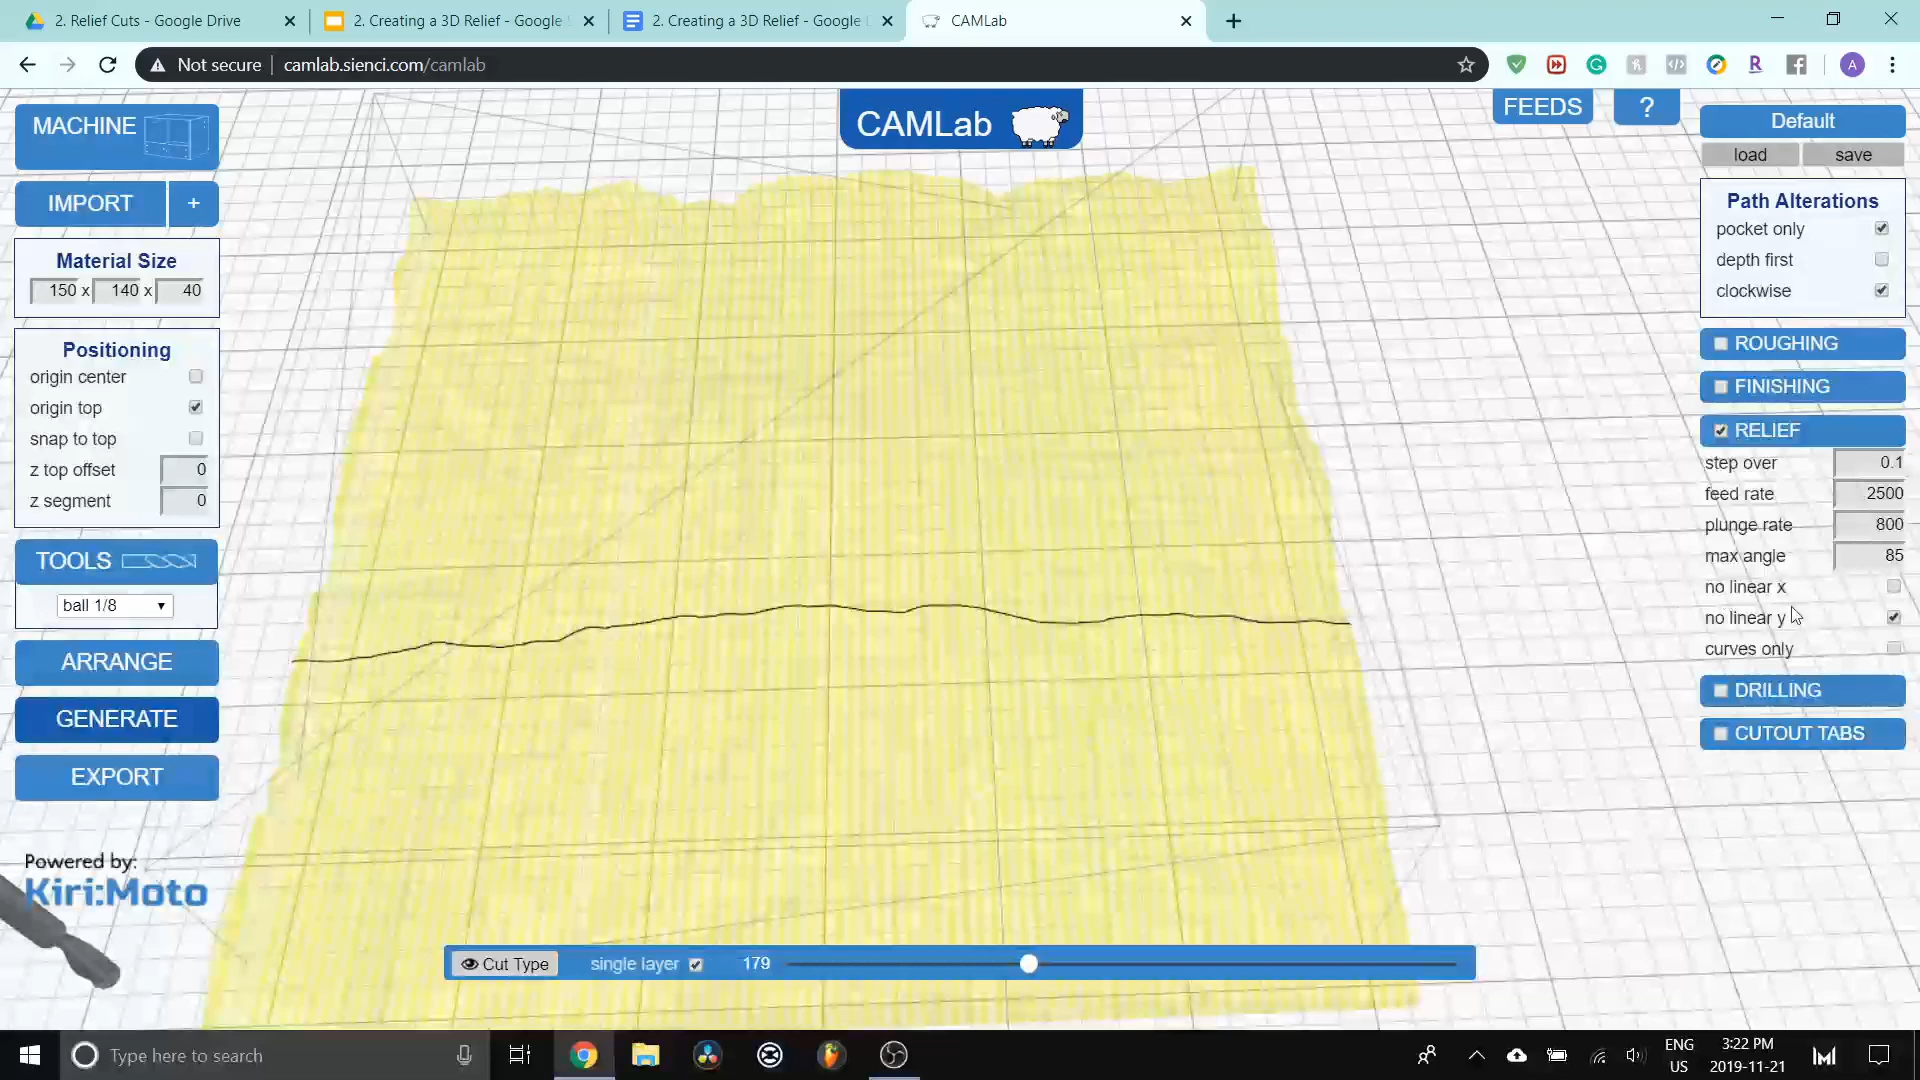 2. Relief Cuts - Google Drive
2. Creating a 3D Relief - Google
2. Creating a 3D Relief - Google
CAMLab
Not secure
camlab.sienci.com/camlab
A
MACHINE
CAMLab
FEEDS
?
Default
load
save
IMPORT
+
Material Size
150 x 140 x 40
Positioning
origin center
origin top
snap to top
z top offset 0
z segment 0
TOOLS
ball 1/8
ARRANGE
GENERATE
EXPORT
Powered by:
Kiri:Moto
Path Alterations
pocket only
depth first
clockwise
ROUGHING
FINISHING
RELIEF
step over 0.1
feed rate 2500
plunge rate 800
max angle 85
no linear x
no linear y
curves only
DRILLING
CUTOUT TABS
Cut Type
single layer
179
Type here to search
ENG
US
3:22 PM
2019-11-21